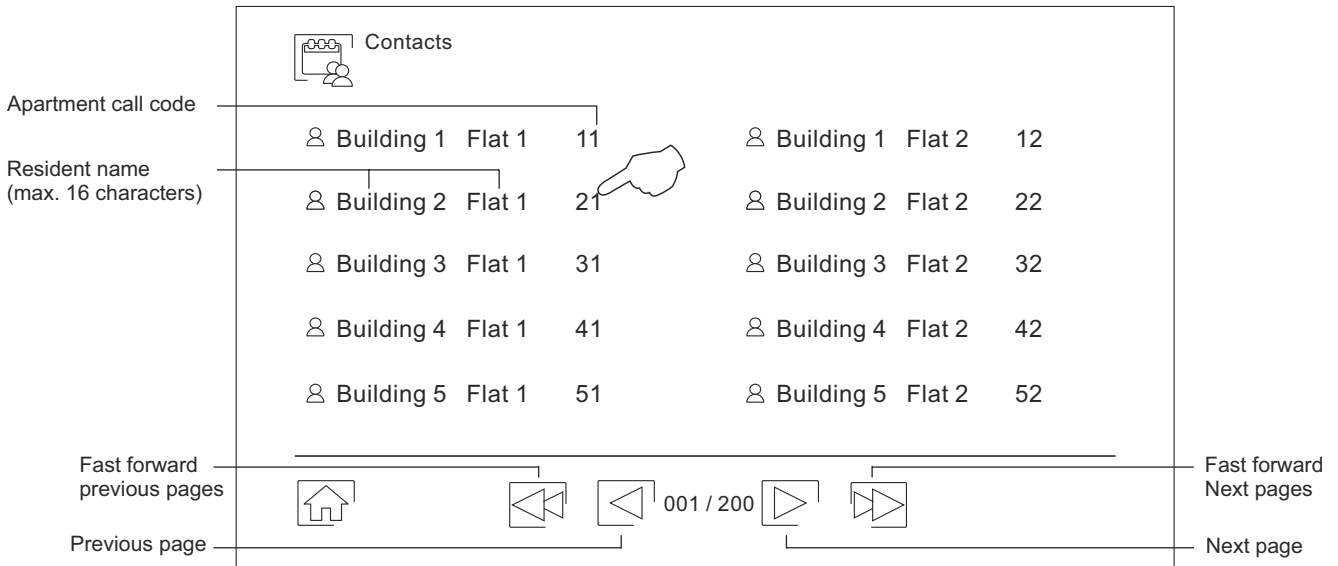 Contacts
Apartment call code
Building 1 Flat 1 11 Building 1 Flat 2 12
Resident name
(max. 16 characters)
Building 2 Flat 1 21 Building 2 Flat 2 22
Building 3 Flat 1 31 Building 3 Flat 2 32
Building 4 Flat 1 41 Building 4 Flat 2 42
Building 5 Flat 1 51 Building 5 Flat 2 52
Fast forward
previous pages
Fast forward
Next pages
001 / 200
Previous page
Next page